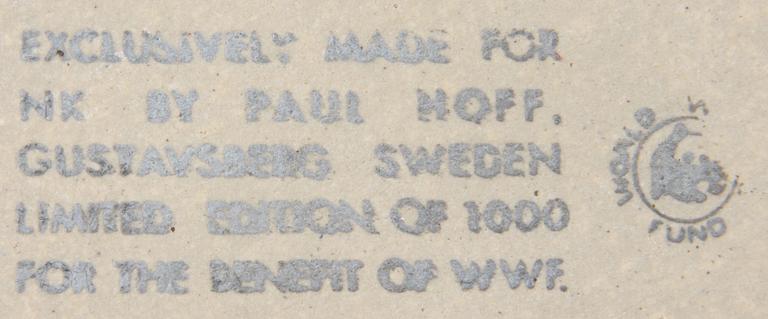 EXCLUSIVELY MADE FOR
NK BY PAUL HOFF.
GUSTAVSBERG SWEDEN
LIMITED EDITION OF 1000
FOR THE BENEFIT OF WWF.
WORLD
FUND